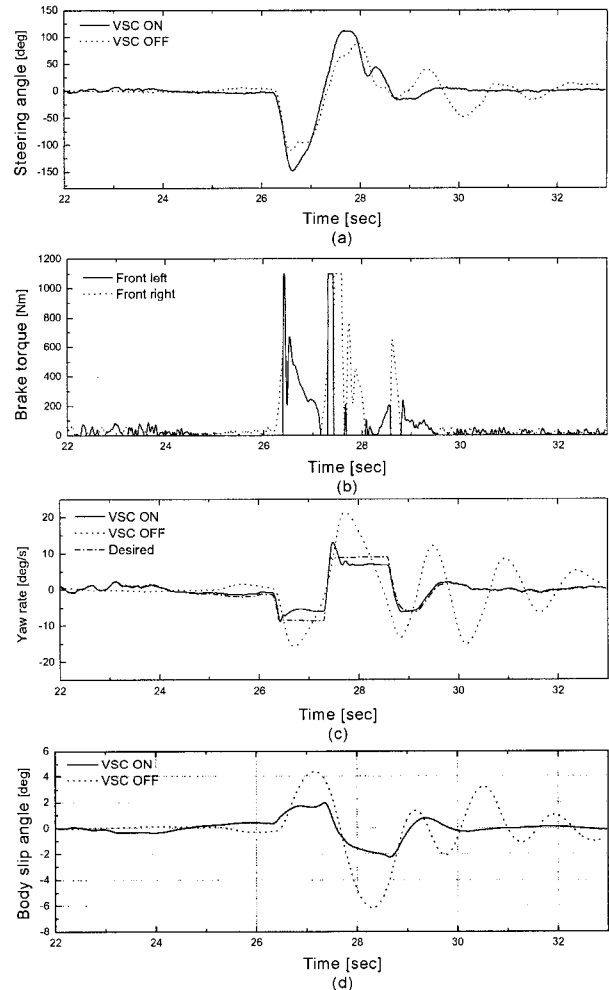 VSC ON
VSC OFF
Steering angle [deg]
150
100
50
0
-50
-100
-150
22 24 26 28 30 32
Time [sec]
(a)
Front left
Front right
Brake torque [Nm]
1200
1000
800
600
400
200
0
22 24 26 28 30 32
Time [sec]
(b)
VSC ON
VSC OFF
Desired
Yaw rate [deg/s]
20
10
0
-10
-20
22 24 26 28 30 32
Time [sec]
(c)
VSC ON
VSC OFF
Body slip angle [deg]
6
4
2
0
-2
-4
-6
-8
22 24 26 28 30 32
Time [sec]
(d)